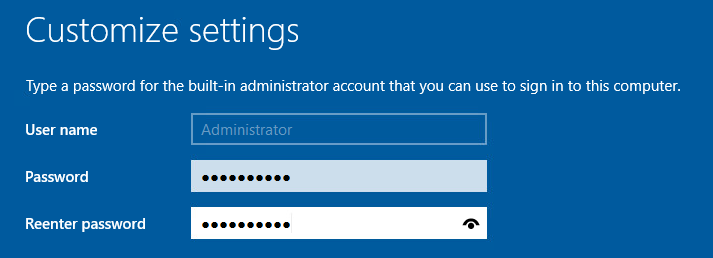 Customize settings
Type a password for the built-in administrator account that you can use to sign in to this computer.
User name
Administrator
Password
●●●●●●●●●●
Reenter password
●●●●●●●●●●